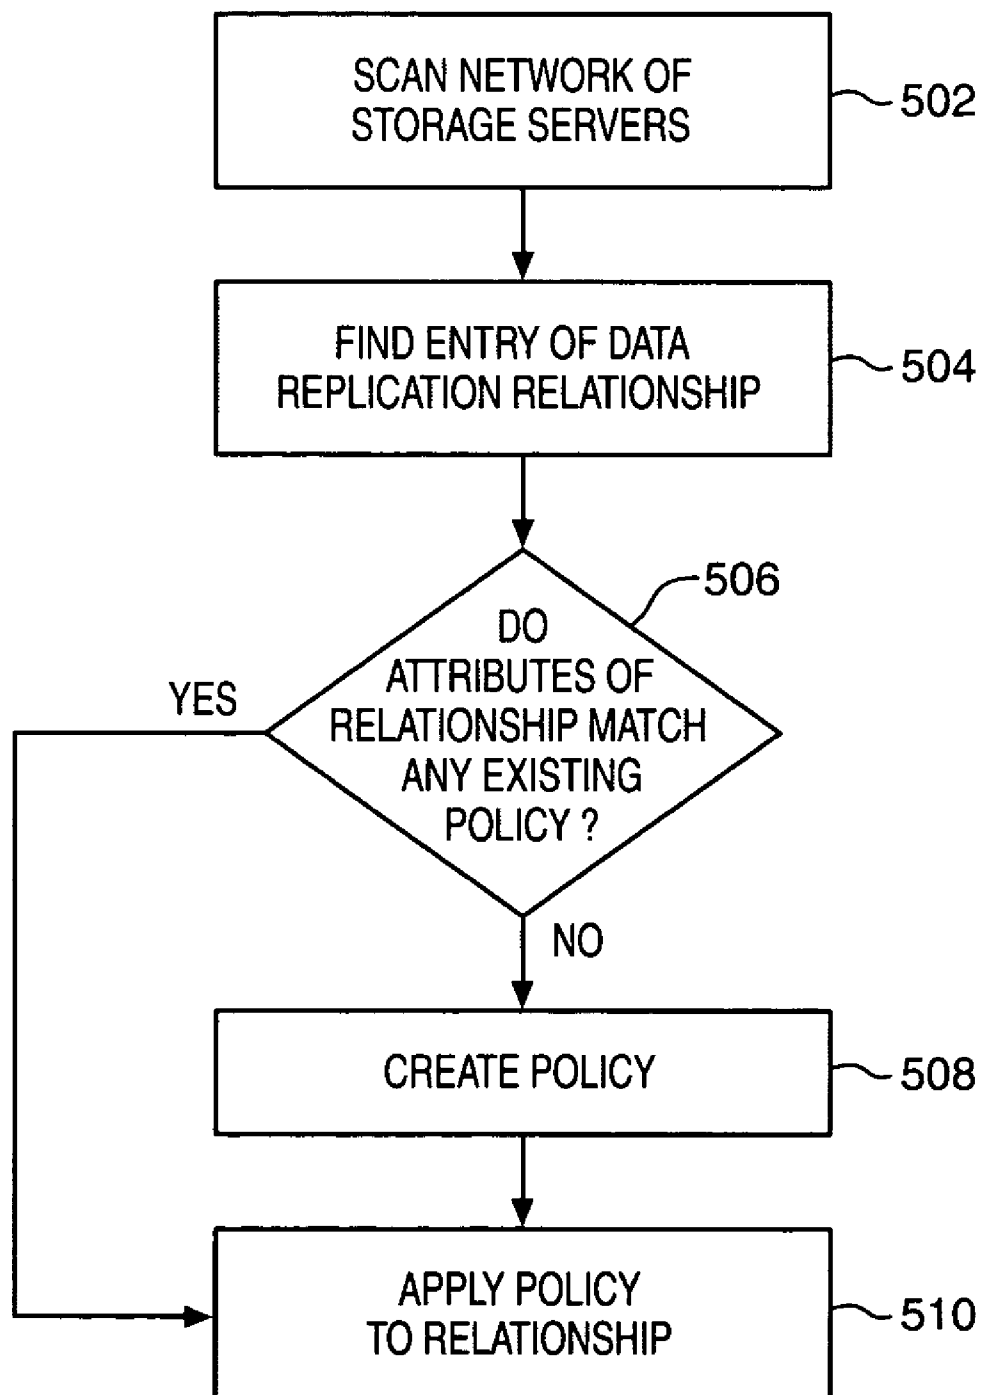 SCAN NETWORK OF
STORAGE SERVERS
502
FIND ENTRY OF DATA
REPLICATION RELATIONSHIP
504
506
DO
ATTRIBUTES OF
RELATIONSHIP MATCH
ANY EXISTING
POLICY ?
YES
NO
CREATE POLICY
508
APPLY POLICY
TO RELATIONSHIP
510